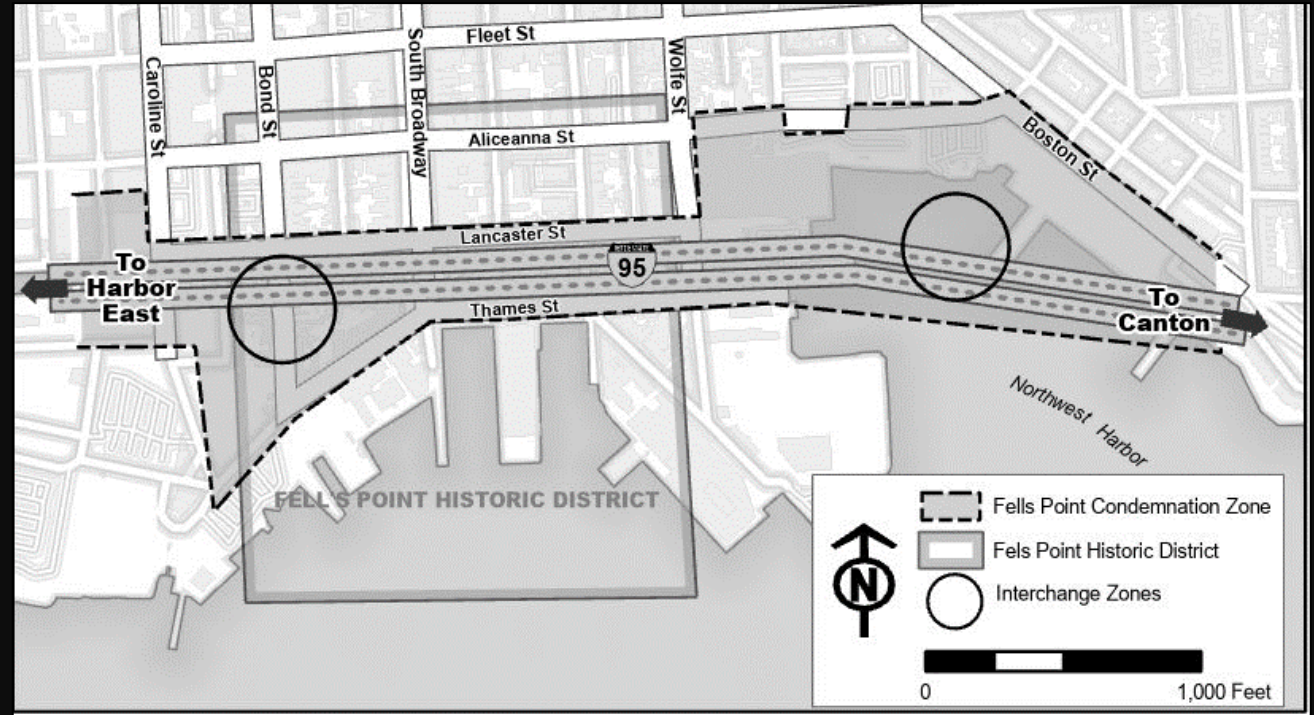 Fleet St
Caroline St
Bond St
South Broadway
Wolfe St
Aliceanna St
Boston St
Lancaster St
95
To
Harbor
East
Thames St
To
Canton
Northwest Harbor
FELL'S POINT HISTORIC DISTRICT
Fells Point Condemnation Zone
Fels Point Historic District
Interchange Zones
N
0
1,000 Feet